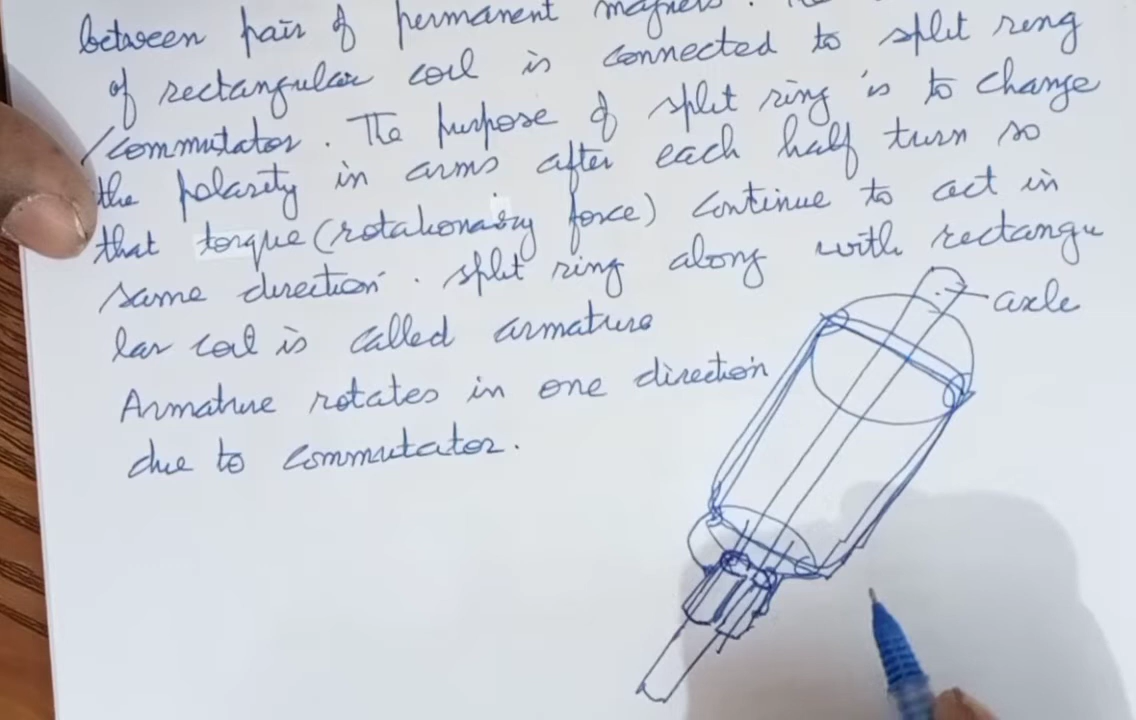 between pair of permanent magnets. The
of rectangular coil is connected to split ring
/commutator. The purpose of split ring is to change
the polarity in arms after each half turn so
that torque (rotationary force) continue to act in
same direction. split ring along with rectangu
lar coil is called armature
axle
Armature rotates in one direction
due to commutator.